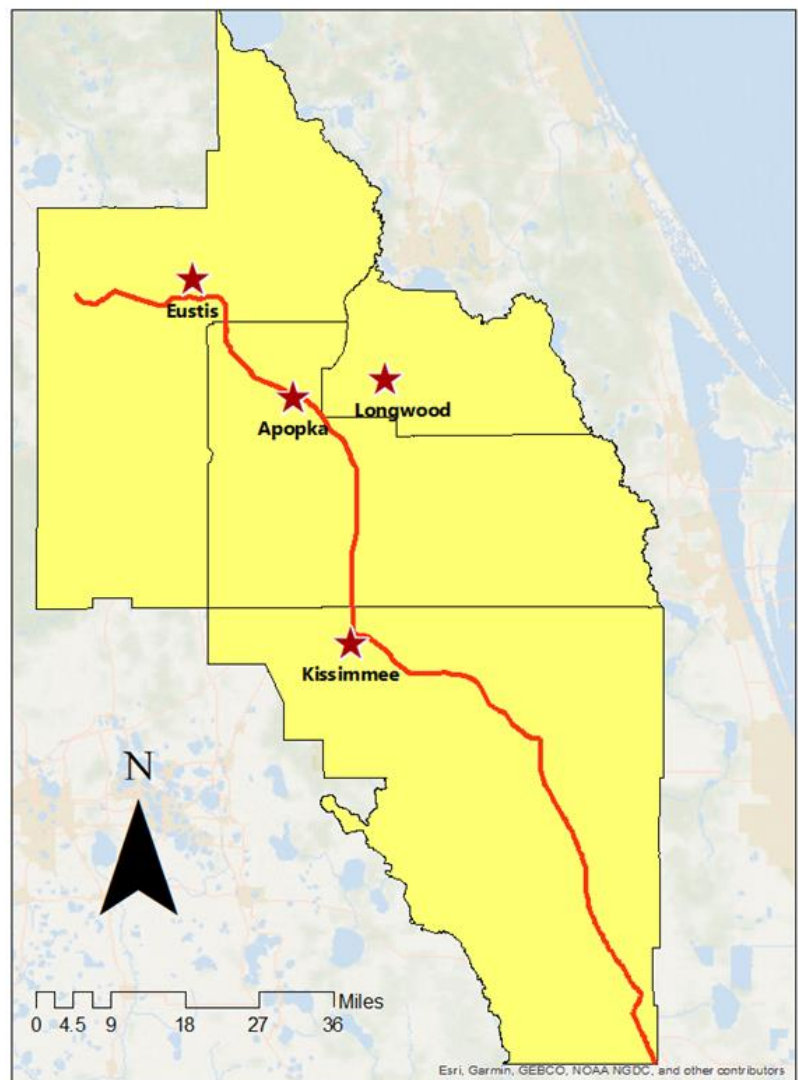 Eustis
Longwood
Apopka
Kissimmee
N
Miles
0 4.5 9 18 27 36
Esri, Garmin, GEBCO, NOAA NGDC, and other contributors